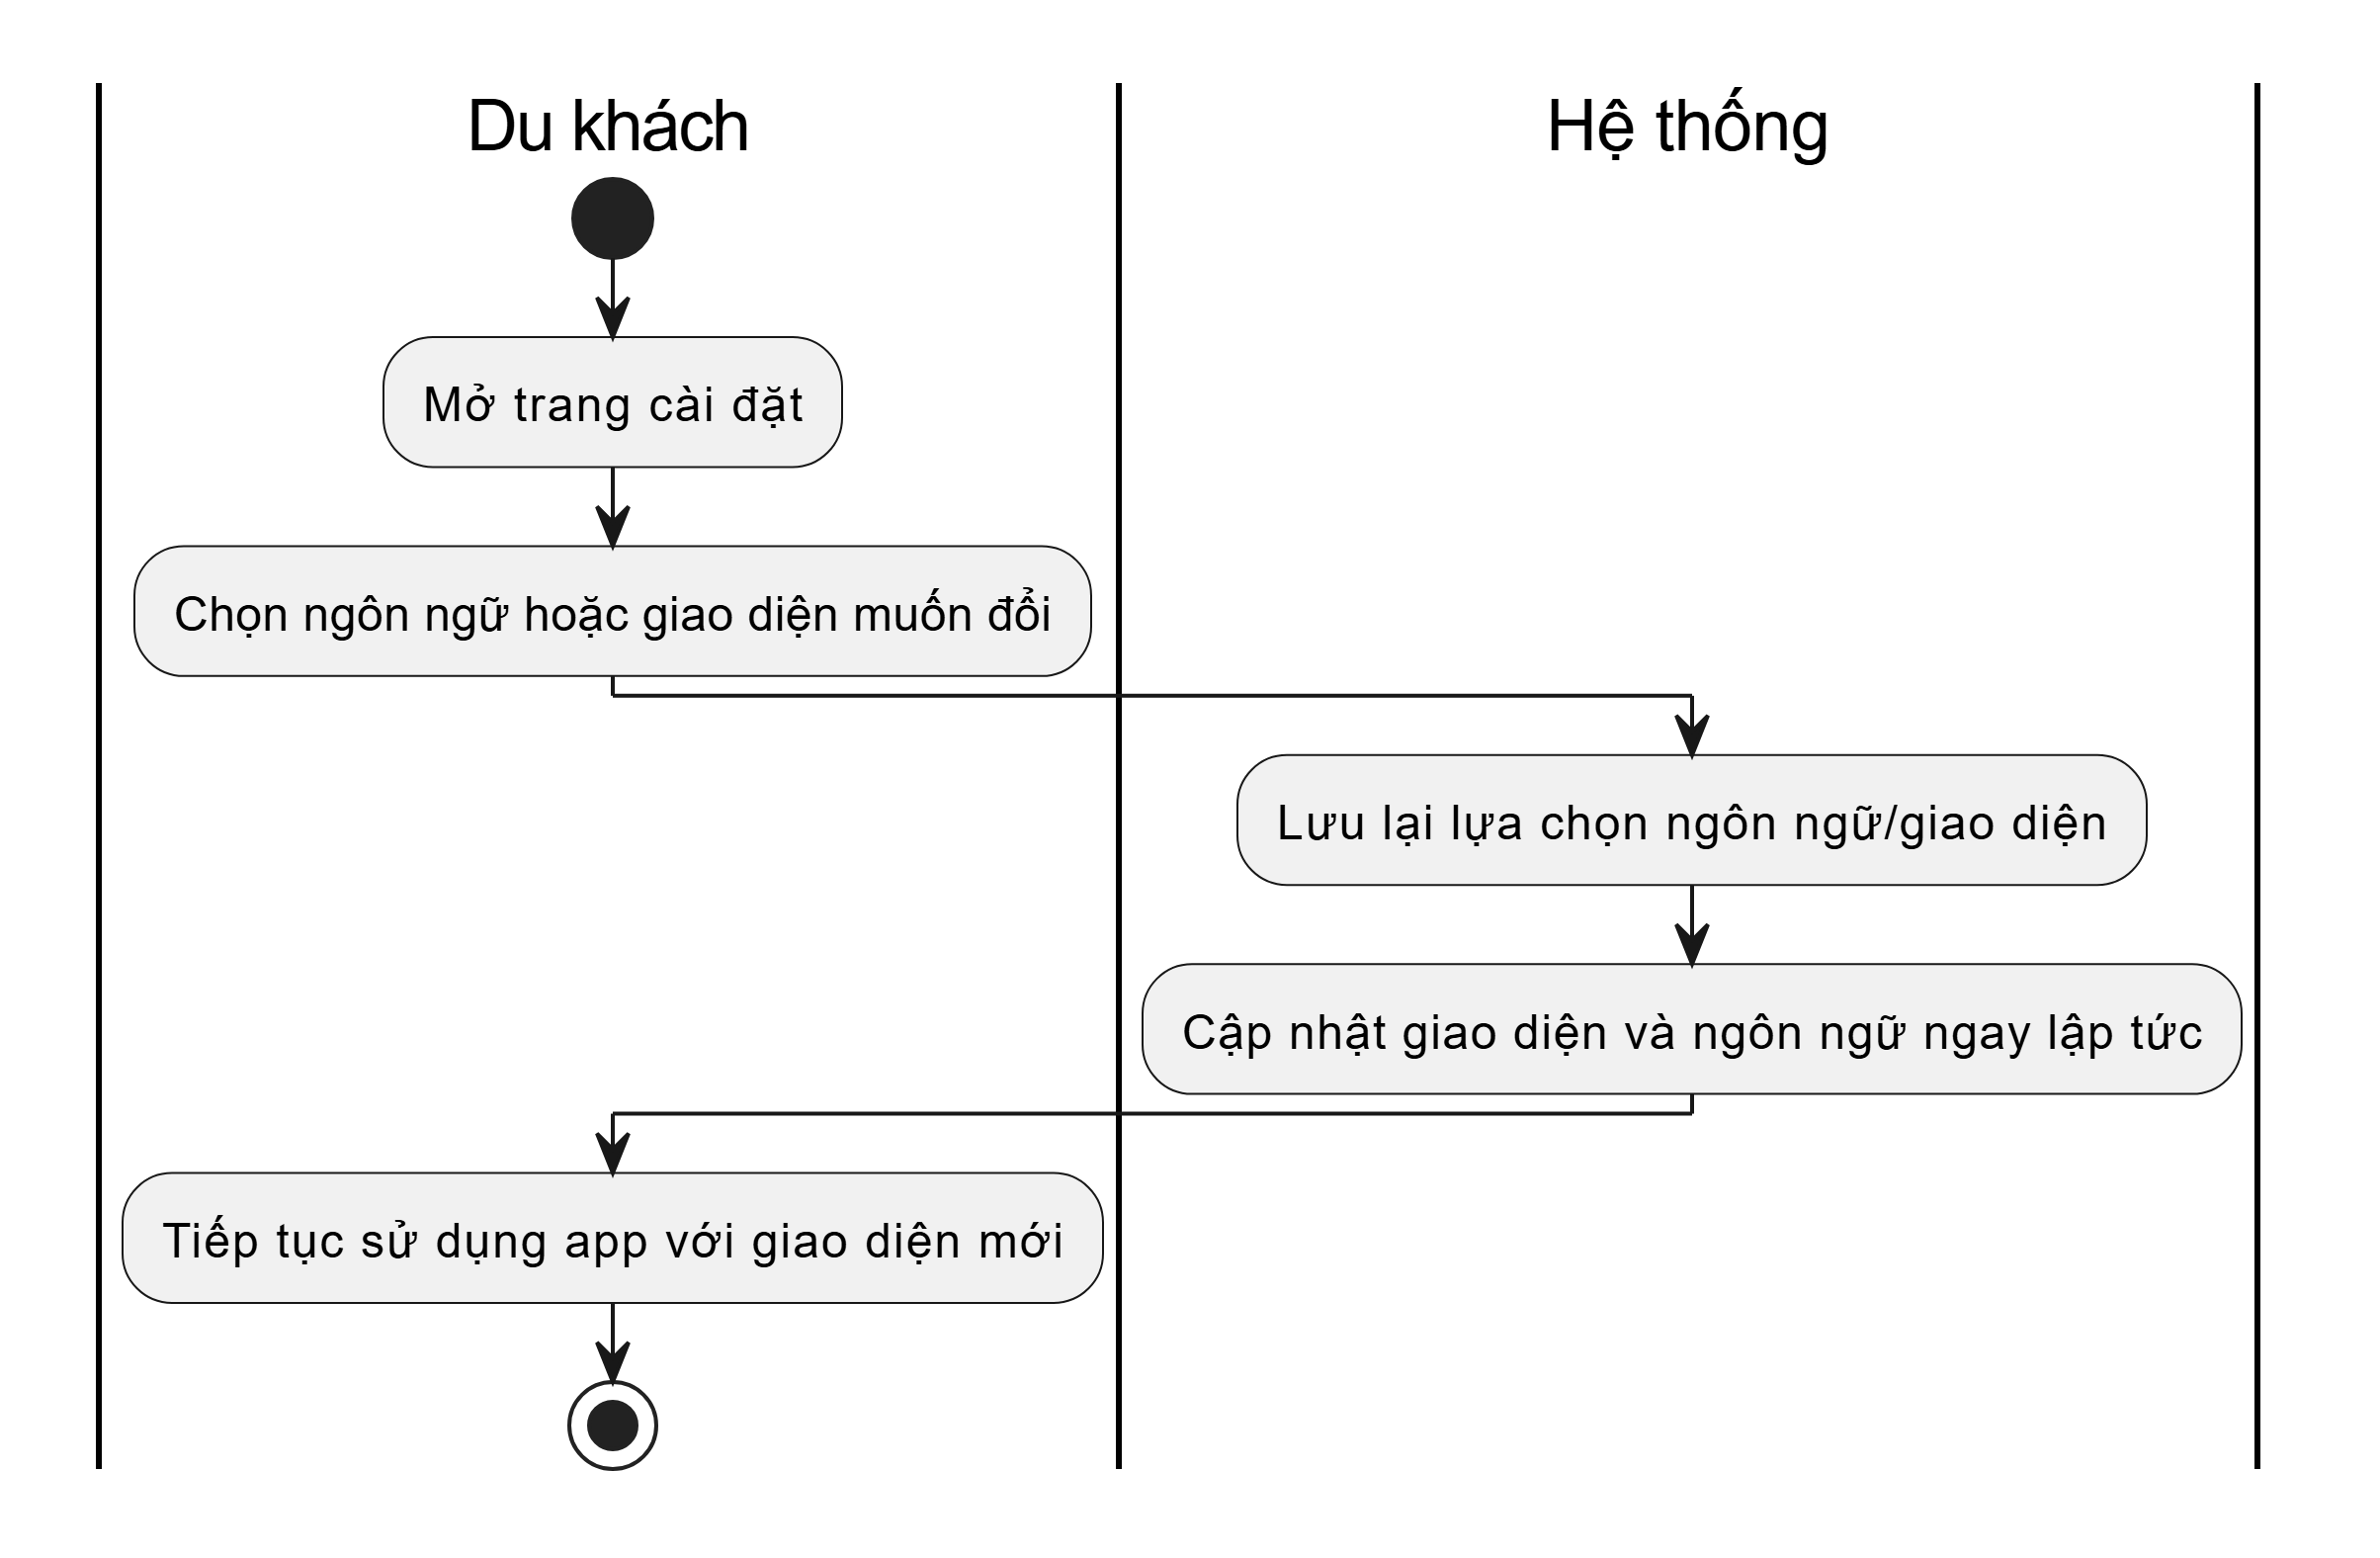 Du khách
Hệ thống
Mở trang cài đặt
Chọn ngôn ngữ hoặc giao diện muốn đổi
Lưu lại lựa chọn ngôn ngữ/giao diện
Cập nhật giao diện và ngôn ngữ ngay lập tức
Tiếp tục sử dụng app với giao diện mới